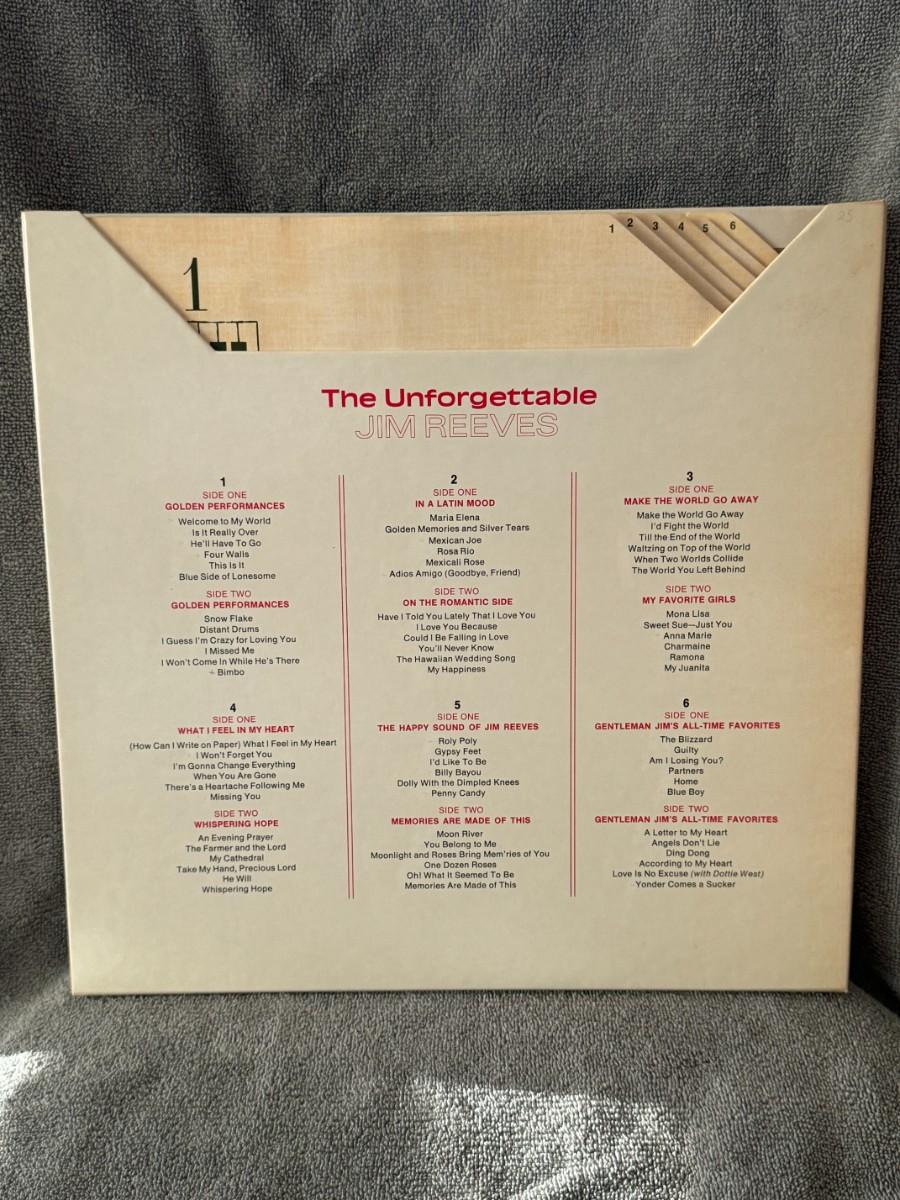 25
1
1 2 3 4 5 6
The Unforgettable
JIM REEVES
1
SIDE ONE
GOLDEN PERFORMANCES
Welcome to My World
Is It Really Over
He'll Have To Go
Four Walls
This Is It
Blue Side of Lonesome
SIDE TWO
GOLDEN PERFORMANCES
Snow Flake
Distant Drums
I Guess I'm Crazy for Loving You
I Missed Me
I Won't Come In While He's There
Bimbo
2
SIDE ONE
IN A LATIN MOOD
Maria Elena
Golden Memories and Silver Tears
Mexican Joe
Rosa Rio
Mexicali Rose
Adios Amigo (Goodbye, Friend)
SIDE TWO
ON THE ROMANTIC SIDE
Have I Told You Lately That I Love You
I Love You Because
Could I Be Falling in Love
You'll Never Know
The Hawaiian Wedding Song
My Happiness
3
SIDE ONE
MAKE THE WORLD GO AWAY
Make the World Go Away
I'd Fight the World
Till the End of the World
Waltzing on Top of the World
When Two Worlds Collide
The World You Left Behind
SIDE TWO
MY FAVORITE GIRLS
Mona Lisa
Sweet Sue—Just You
Anna Marie
Charmaine
Ramona
My Juanita
4
SIDE ONE
WHAT I FEEL IN MY HEART
(How Can I Write on Paper) What I Feel in My Heart
I Won't Forget You
I'm Gonna Change Everything
When You Are Gone
There's a Heartache Following Me
Missing You
SIDE TWO
WHISPERING HOPE
An Evening Prayer
The Farmer and the Lord
My Cathedral
Take My Hand, Precious Lord
He Will
Whispering Hope
5
SIDE ONE
THE HAPPY SOUND OF JIM REEVES
Roly Poly
Gypsy Feet
I'd Like To Be
Billy Bayou
Dolly With the Dimpled Knees
Penny Candy
SIDE TWO
MEMORIES ARE MADE OF THIS
Moon River
You Belong to Me
Moonlight and Roses Bring Mem'ries of You
One Dozen Roses
Oh! What It Seemed To Be
Memories Are Made of This
6
SIDE ONE
GENTLEMAN JIM'S ALL-TIME FAVORITES
The Blizzard
Guilty
Am I Losing You?
Partners
Home
Blue Boy
SIDE TWO
GENTLEMAN JIM'S ALL-TIME FAVORITES
A Letter to My Heart
Angels Don't Lie
Ding Dong
According to My Heart
Love Is No Excuse (with Dottie West)
Yonder Comes a Sucker